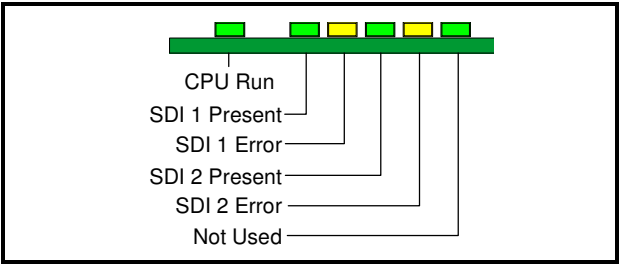 CPU Run
SDI 1 Present
SDI 1 Error
SDI 2 Present
SDI 2 Error
Not Used